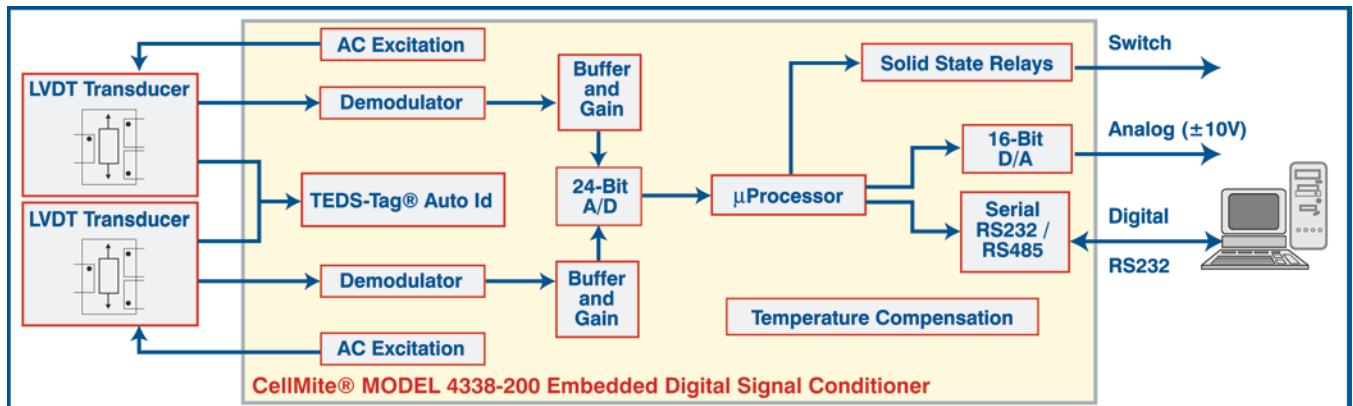 AC Excitation
LVDT Transducer
Demodulator
Buffer
and
Gain
TEDS-Tag® Auto Id
LVDT Transducer
Demodulator
Buffer
and
Gain
AC Excitation
24-Bit
A/D
μProcessor
Solid State Relays
16-Bit
D/A
Serial
RS232 /
RS485
Temperature Compensation
Switch
Analog (±10V)
Digital
RS232
CellMite® MODEL 4338-200 Embedded Digital Signal Conditioner